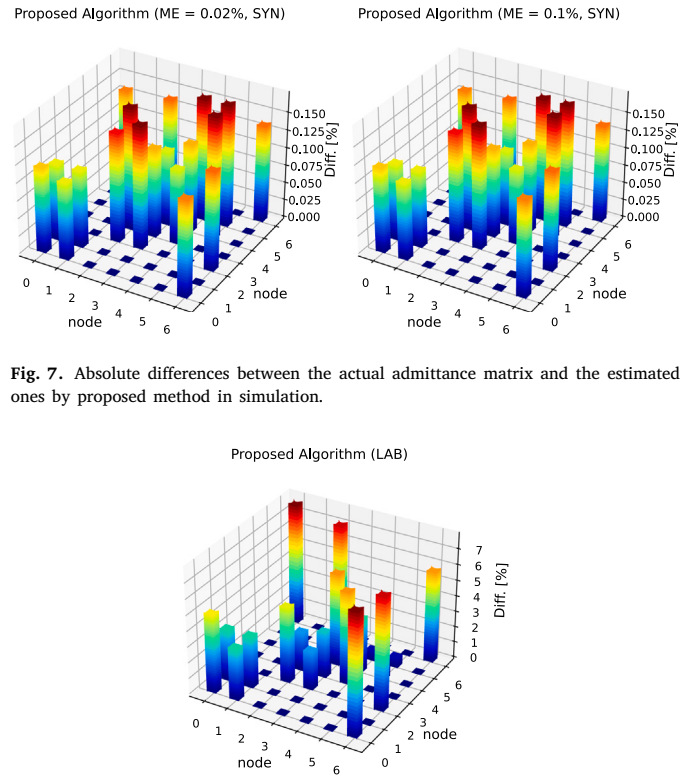 Proposed Algorithm (ME = 0.02%, SYN)
Proposed Algorithm (ME = 0.1%, SYN)
0.150
0.125
0.100
0.075
0.050
0.025
0.000
Diff. [%]
0 1 2 3 4 5 6
node
0 1 2 3 4 5 6
node
0.150
0.125
0.100
0.075
0.050
0.025
0.000
Diff. [%]
0 1 2 3 4 5 6
node
0 1 2 3 4 5 6
node
Fig. 7. Absolute differences between the actual admittance matrix and the estimated
ones by proposed method in simulation.
Proposed Algorithm (LAB)
7
6
5
4
3
2
1
0
Diff. [%]
0 1 2 3 4 5 6
node
0 1 2 3 4 5 6
node